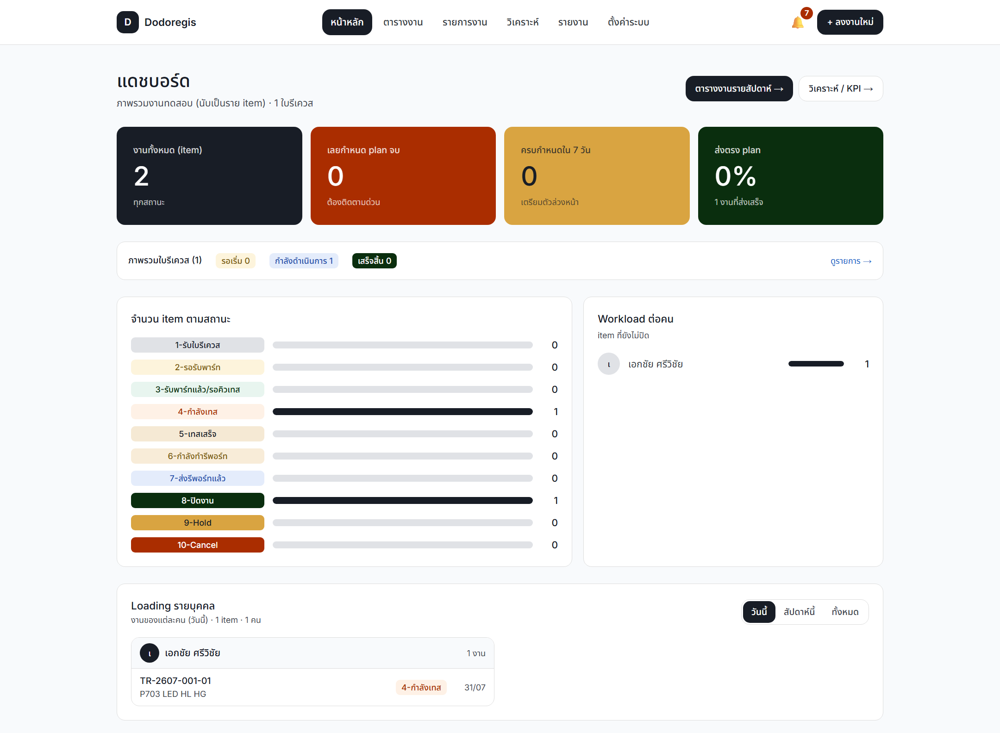 D Dodoregis หน้าหลัก ตารางงาน รายการงาน วิเคราะห์ รายงาน ตั้งค่าระบบ 7 + ลงงานใหม่
แดชบอร์ด
ภาพรวมงานทดสอบ (นับเป็นราย item) · 1 ใบรีเควส
ตารางงานรายสัปดาห์ → วิเคราะห์ / KPI →
งานทั้งหมด (item)
2
ทุกสถานะ
เลยกำหนด plan จบ
0
ต้องติดตามด่วน
ครบกำหนดใน 7 วัน
0
เตรียมตัวล่วงหน้า
ส่งตรง plan
0%
1 งานที่ส่งเสร็จ
ภาพรวมใบรีเควส (1) รอเริ่ม 0 กำลังดำเนินการ 1 เสร็จสิ้น 0 ดูรายการ →
จำนวน item ตามสถานะ
1-รับใบรีเควส 0
2-รอรับพาร์ท 0
3-รับพาร์ทแล้ว/รอคิวเทส 0
4-กำลังเทส 1
5-เทสเสร็จ 0
6-กำลังทำรีพอร์ท 0
7-ส่งรีพอร์ทแล้ว 0
8-ปิดงาน 1
9-Hold 0
10-Cancel 0
Workload ต่อคน
item ที่ยังไม่ปิด
เ เอกชัย ศรีวิชัย 1
Loading รายบุคคล
งานของแต่ละคน (วันนี้) · 1 item · 1 คน
วันนี้ สัปดาห์นี้ ทั้งหมด
เ เอกชัย ศรีวิชัย 1 งาน
TR-2607-001-01
P703 LED HL HG
4-กำลังเทส 31/07